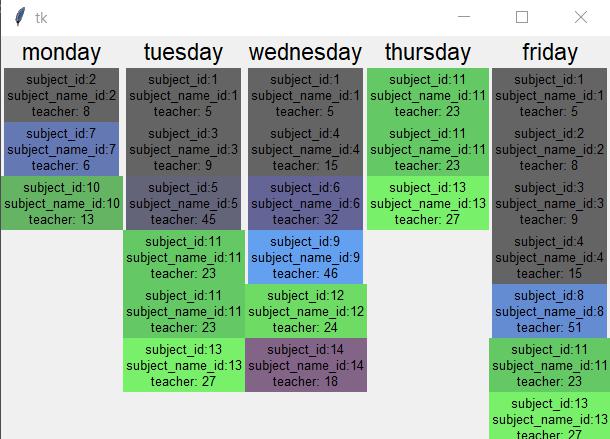 tk
monday
subject_id:2
subject_name_id:2
teacher: 8
subject_id:7
subject_name_id:7
teacher: 6
subject_id:10
subject_name_id:10
teacher: 13
tuesday
subject_id:1
subject_name_id:1
teacher: 5
subject_id:3
subject_name_id:3
teacher: 9
subject_id:5
subject_name_id:5
teacher: 45
subject_id:11
subject_name_id:11
teacher: 23
subject_id:11
subject_name_id:11
teacher: 23
subject_id:13
subject_name_id:13
teacher: 27
wednesday
subject_id:1
subject_name_id:1
teacher: 5
subject_id:4
subject_name_id:4
teacher: 15
subject_id:6
subject_name_id:6
teacher: 32
subject_id:9
subject_name_id:9
teacher: 46
subject_id:12
subject_name_id:12
teacher: 24
subject_id:14
subject_name_id:14
teacher: 18
thursday
subject_id:11
subject_name_id:11
teacher: 23
subject_id:11
subject_name_id:11
teacher: 23
subject_id:13
subject_name_id:13
teacher: 27
friday
subject_id:1
subject_name_id:1
teacher: 5
subject_id:2
subject_name_id:2
teacher: 8
subject_id:3
subject_name_id:3
teacher: 9
subject_id:4
subject_name_id:4
teacher: 15
subject_id:8
subject_name_id:8
teacher: 51
subject_id:11
subject_name_id:11
teacher: 23
subject_id:13
subject_name_id:13
teacher: 27